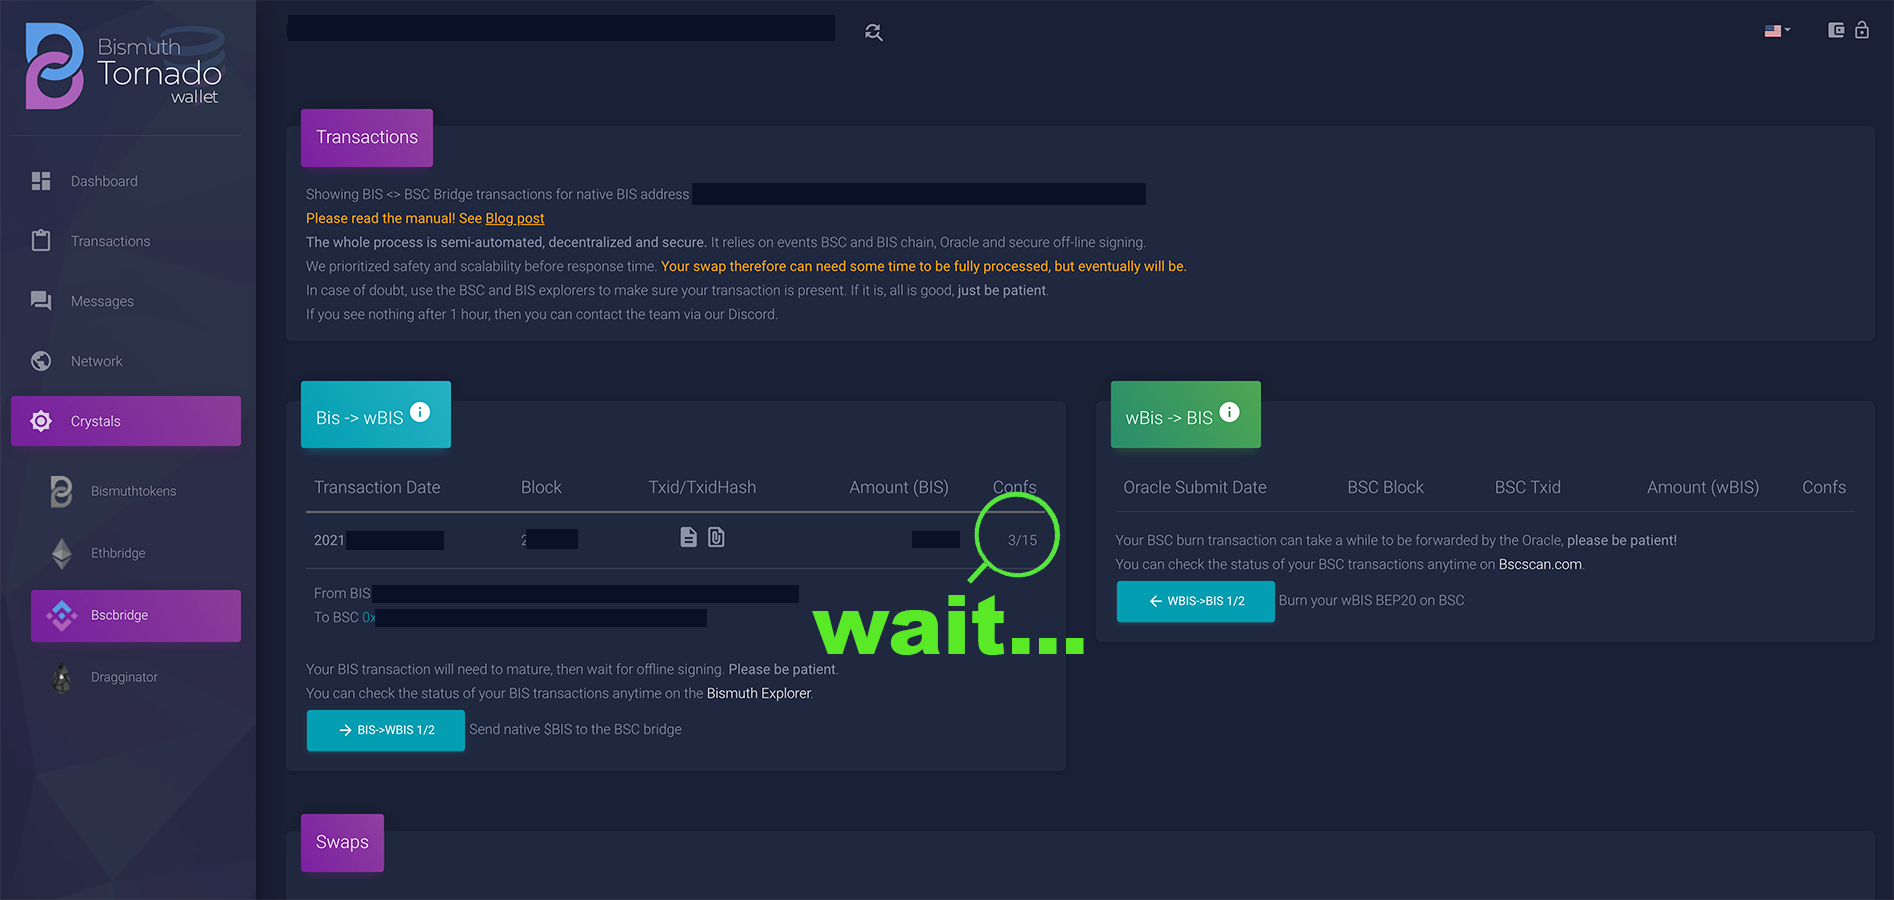 Bismuth
Tornado
wallet
Dashboard
Transactions
Messages
Network
Crystals
Bismuthtokens
Ethbridge
Bscbridge
Dragginator
Transactions
Showing BIS <> BSC Bridge transactions for native BIS address
Please read the manual! See Blog post
The whole process is semi-automated, decentralized and secure. It relies on events BSC and BIS chain, Oracle and secure off-line signing.
We prioritized safety and scalability before response time. Your swap therefore can need some time to be fully processed, but eventually will be.
In case of doubt, use the BSC and BIS explorers to make sure your transaction is present. If it is, all is good, just be patient.
If you see nothing after 1 hour, then you can contact the team via our Discord.
Bis -> wBIS
Transaction Date Block Txid/TxidHash Amount (BIS) Confs
2021 2 3/15
From BIS
To BSC 0x
wait...
Your BIS transaction will need to mature, then wait for offline signing. Please be patient.
You can check the status of your BIS transactions anytime on the Bismuth Explorer.
→ BIS->WBIS 1/2 Send native $BIS to the BSC bridge
wBis -> BIS
Oracle Submit Date BSC Block BSC Txid Amount (wBIS) Confs
Your BSC burn transaction can take a while to be forwarded by the Oracle, please be patient!
You can check the status of your BSC transactions anytime on Bscscan.com.
← WBIS->BIS 1/2 Burn your wBIS BEP20 on BSC
Swaps